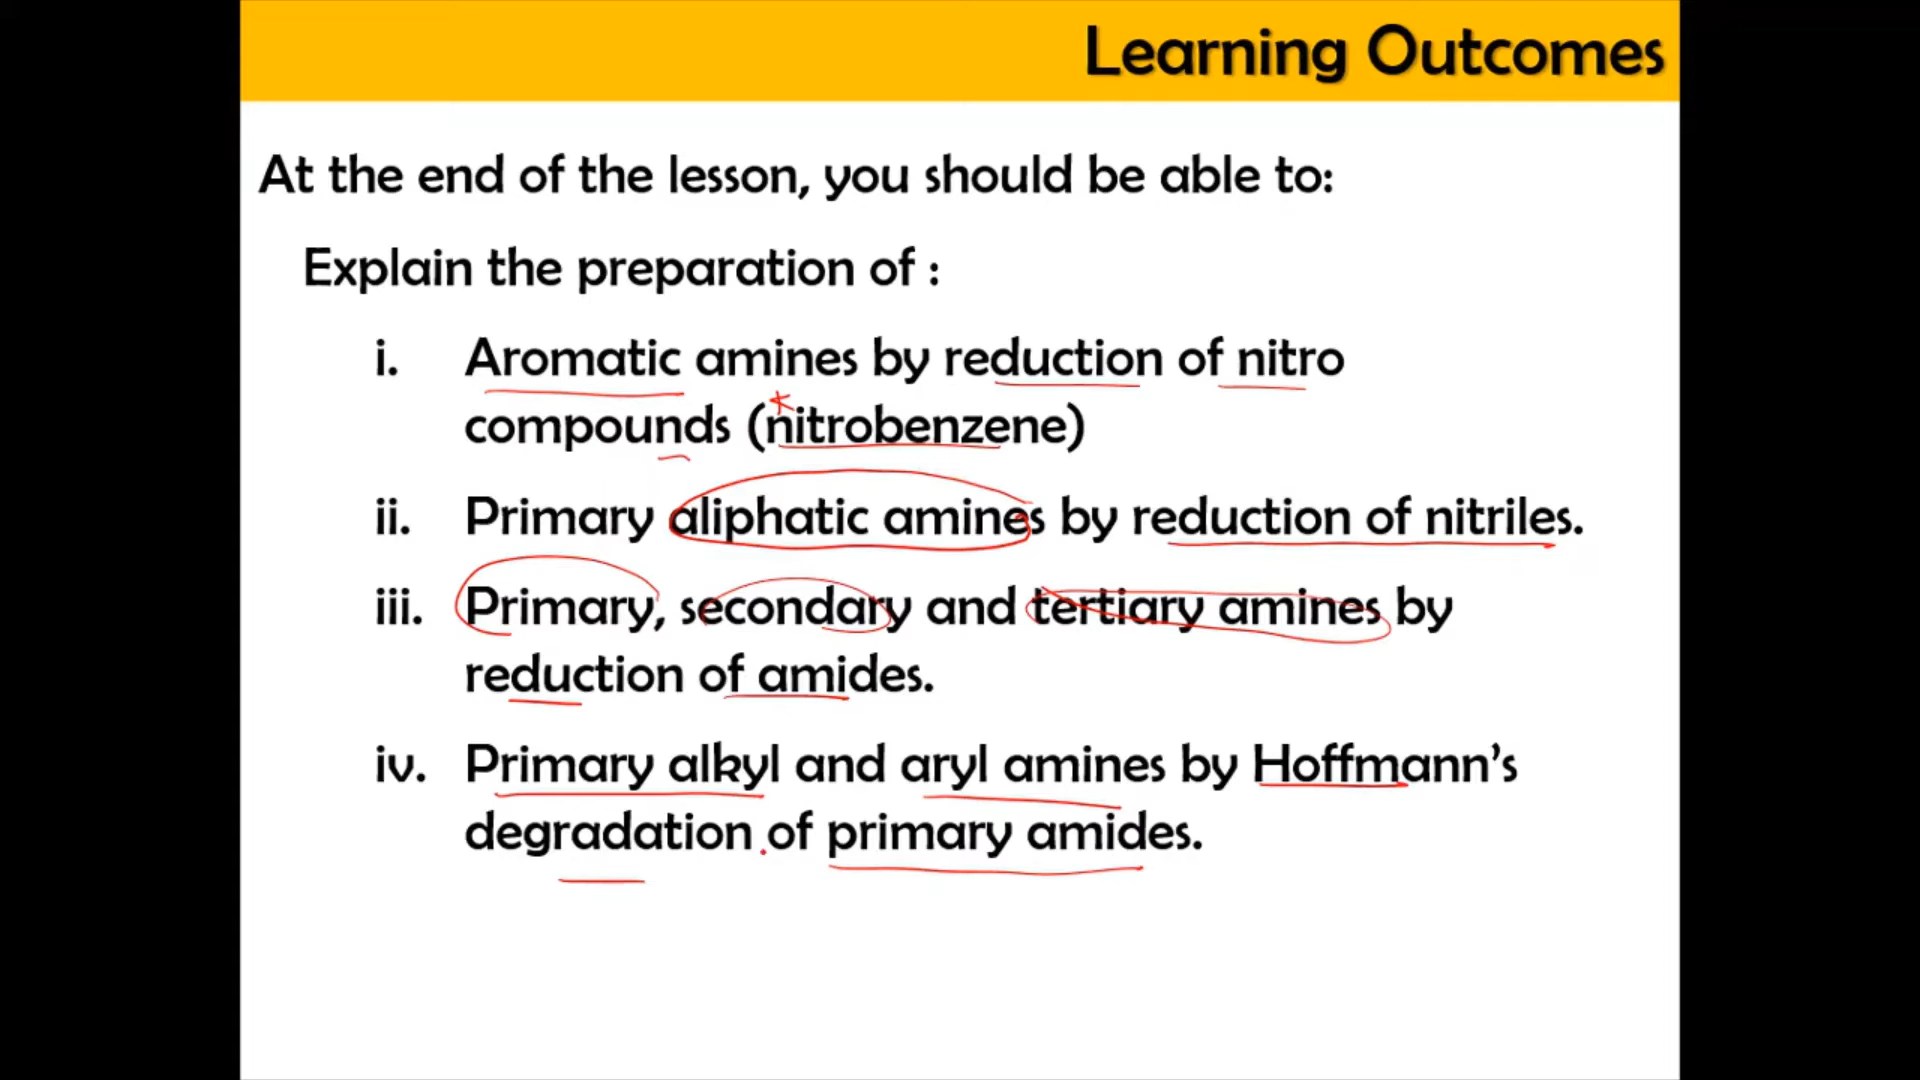 Learning Outcomes
At the end of the lesson, you should be able to:
Explain the preparation of :
i. Aromatic amines by reduction of nitro
compounds (nitrobenzene)
ii. Primary aliphatic amines by reduction of nitriles.
iii. Primary, secondary and tertiary amines by
reduction of amides.
iv. Primary alkyl and aryl amines by Hoffmann’s
degradation of primary amides.